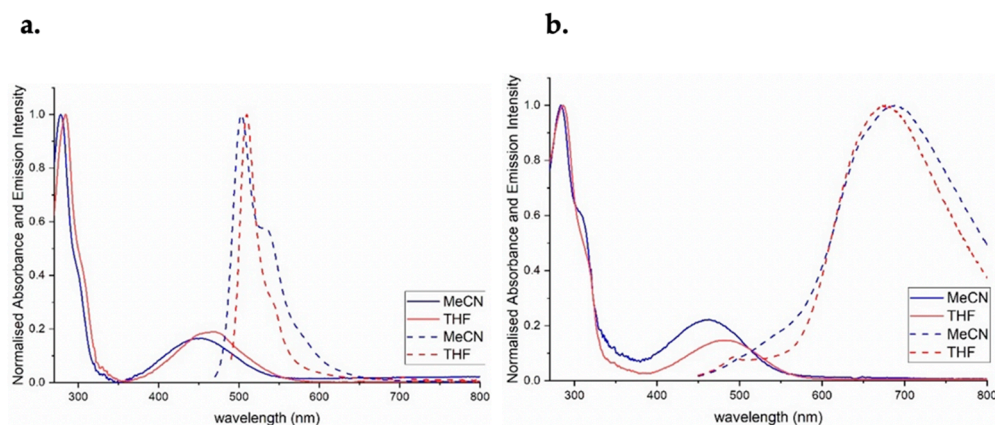 a.
b.
Normalised Absorbance and Emission Intensity
1.0
0.8
0.6
0.4
0.2
0.0
300
400
500
600
700
800
wavelength (nm)
MeCN
THF
MeCN
THF
Normalised Absorbance and Emission Intensity
1.0
0.8
0.6
0.4
0.2
0.0
300
400
500
600
700
800
wavelength (nm)
MeCN
THF
MeCN
THF